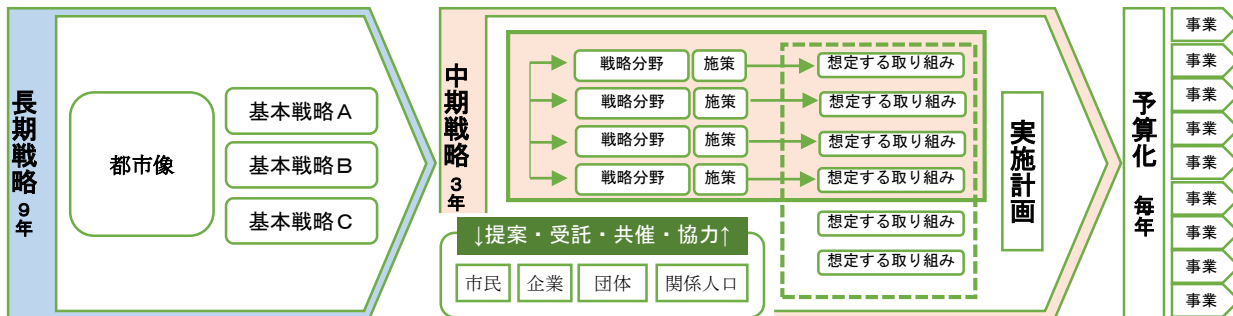 長期戦略 9年
都市像
基本戦略A
基本戦略B
基本戦略C
中期戦略 3年
戦略分野 施策 想定する取り組み
戦略分野 施策 想定する取り組み
戦略分野 施策 想定する取り組み
戦略分野 施策 想定する取り組み
想定する取り組み
想定する取り組み
↓提案・受託・共催・協力↑
市民 企業 団体 関係人口
実施計画
予算化 毎年
事業
事業
事業
事業
事業
事業
事業
事業
事業